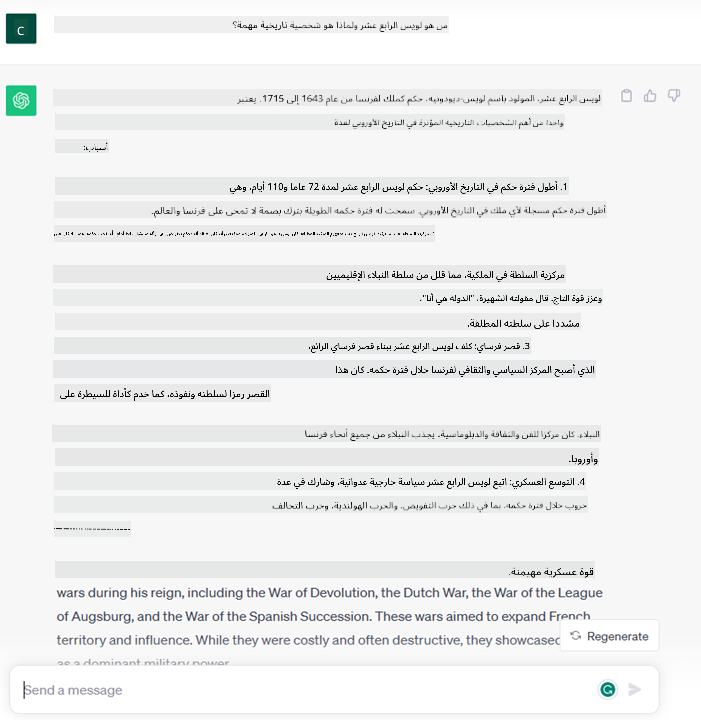 C
من هو لويس الرابع عشر ولماذا هو شخصية تاريخية مهمة؟
لويس الرابع عشر، المولود باسم لويس-ديودونيه، حكم كملك لفرنسا من عام 1643 إلى 1715. يعتبر
واحدا من أهم الشخصيات التاريخية المؤثرة في التاريخ الأوروبي لعدة
أسباب:
1. أطول فترة حكم في التاريخ الأوروبي: حكم لويس الرابع عشر لمدة 72 عاما و110 أيام، وهي
أطول فترة حكم مسجلة لأي ملك في التاريخ الأوروبي. سمحت له فترة حكمه الطويلة بترك بصمة لا تمحى على فرنسا والعالم.
مركزية السلطة في الملكية، مما قلل من سلطة النبلاء الإقليميين
وعزز قوة التاج. قال مقولته الشهيرة، "الدولة هي أنا"،
مشددا على سلطته المطلقة.
3. قصر فرساي: كلف لويس الرابع عشر ببناء قصر فرساي الرائع،
الذي أصبح المركز السياسي والثقافي لفرنسا خلال فترة حكمه. كان هذا
القصر رمزا لسلطته ونفوذه، كما خدم كأداة للسيطرة على
النبلاء. كان مركزا للفن والثقافة والدبلوماسية، يجذب النبلاء من جميع أنحاء فرنسا
وأوروبا.
4. التوسع العسكري: اتبع لويس الرابع عشر سياسة خارجية عدوانية، وشارك في عدة
حروب خلال فترة حكمه، بما في ذلك حرب التفويض، والحرب الهولندية، وحرب التحالف
قوة عسكرية مهيمنة.
wars during his reign, including the War of Devolution, the Dutch War, the War of the League
of Augsburg, and the War of the Spanish Succession. These wars aimed to expand French
territory and influence. While they were costly and often destructive, they showcased
as a dominant military power
Regenerate
Send a message